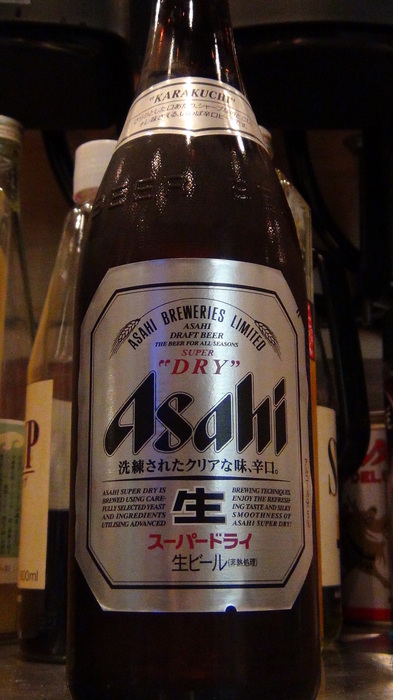 "KARAKUCHI"
BEER
ASAHI BREWERIES LIMITED
ASAHI
DRAFT BEER
THE BEER FOR ALL SEASONS
SUPER
"DRY"
Asahi
洗練されたクリアな味、辛口。
ASAHI SUPER DRY IS
BREWED USING CARE-
FULLY SELECTED YEAST
AND INGREDIENTS
UTILISING ADVANCED
生
BREWING TECHNIQUES.
ENJOY THE REFRESH-
ING TASTE AND SILKY
SMOOTHNESS OF
ASAHI SUPER DRY!
スーパードライ
生ビール(非熱処理)
P